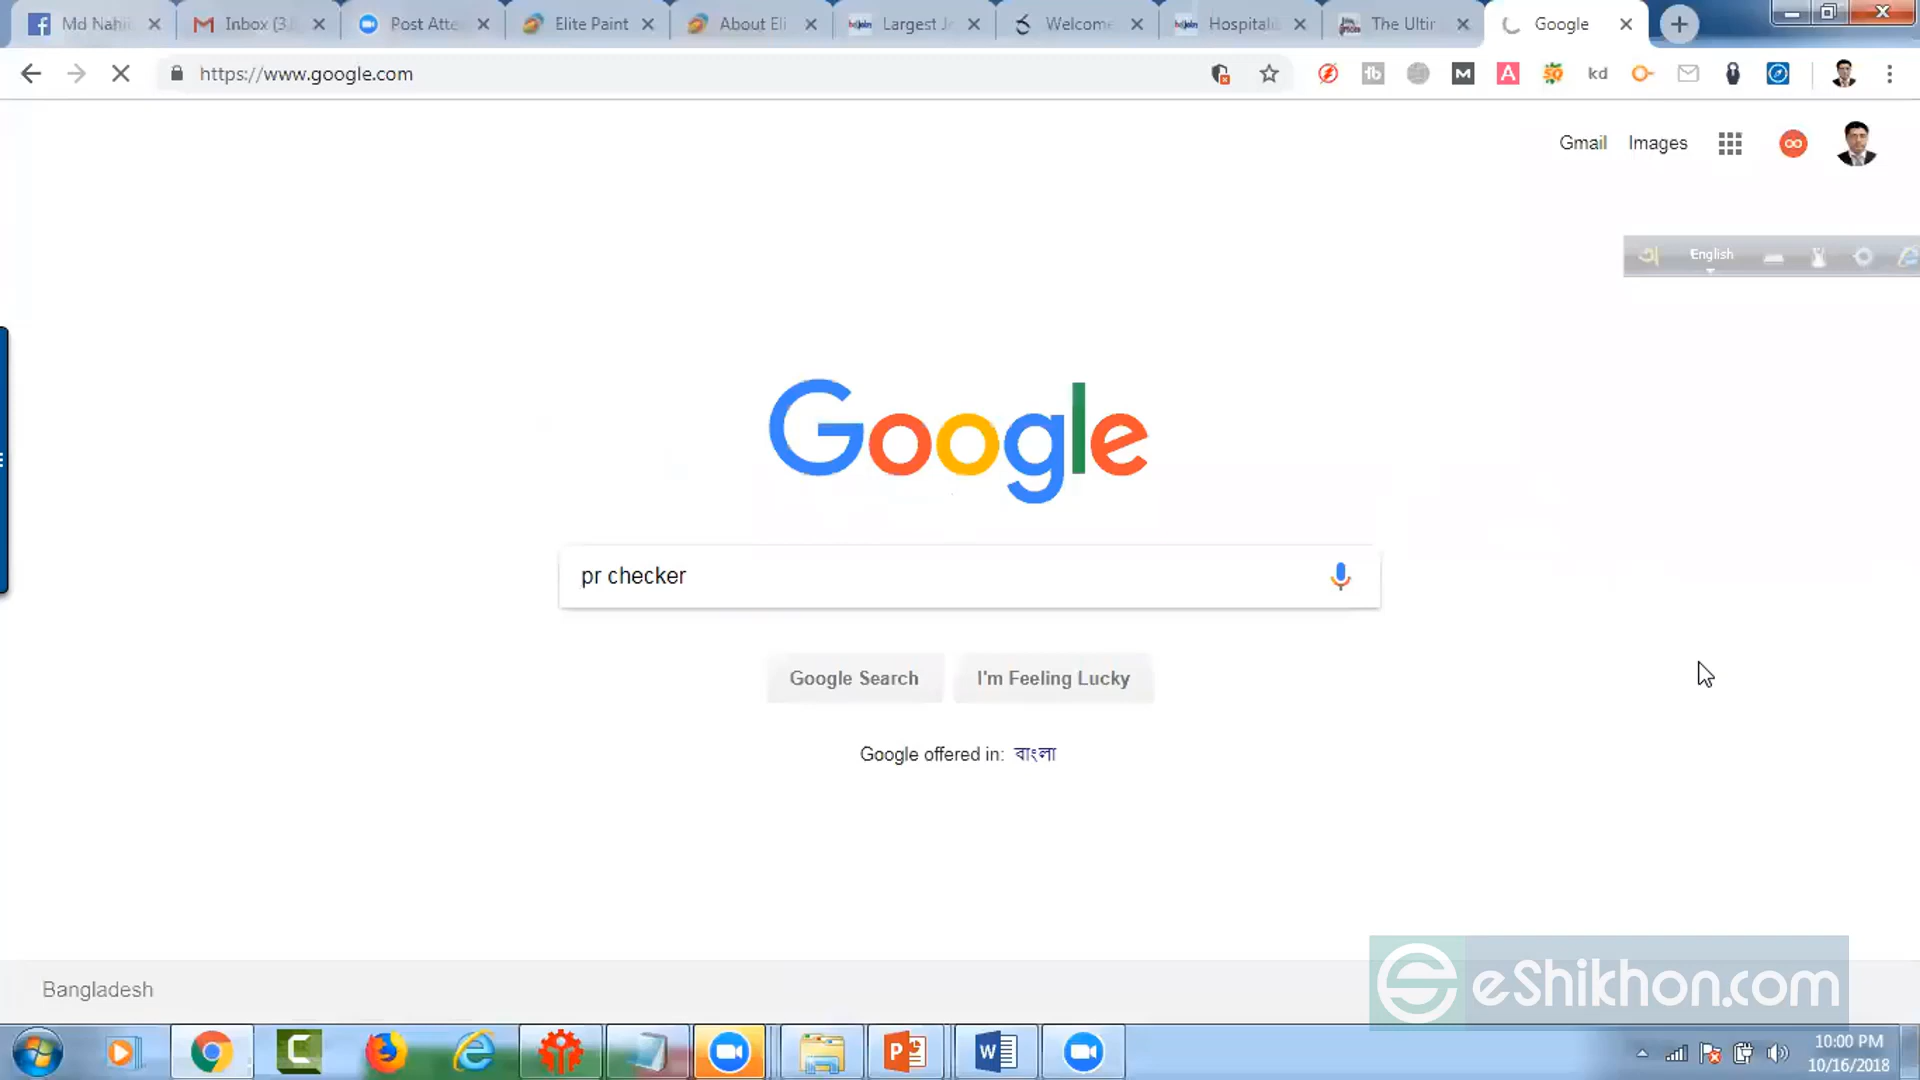 Md Nahi
Inbox (3
Post Atte
Elite Paint
About Eli
Largest J
Welcome
Hospitali
The Ultir
Google
https://www.google.com
kd
Gmail
Images
English
Google
pr checker
Google Search
I'm Feeling Lucky
Google offered in: বাংলা
eShikhon.com
Bangladesh
10:00 PM
10/16/2018